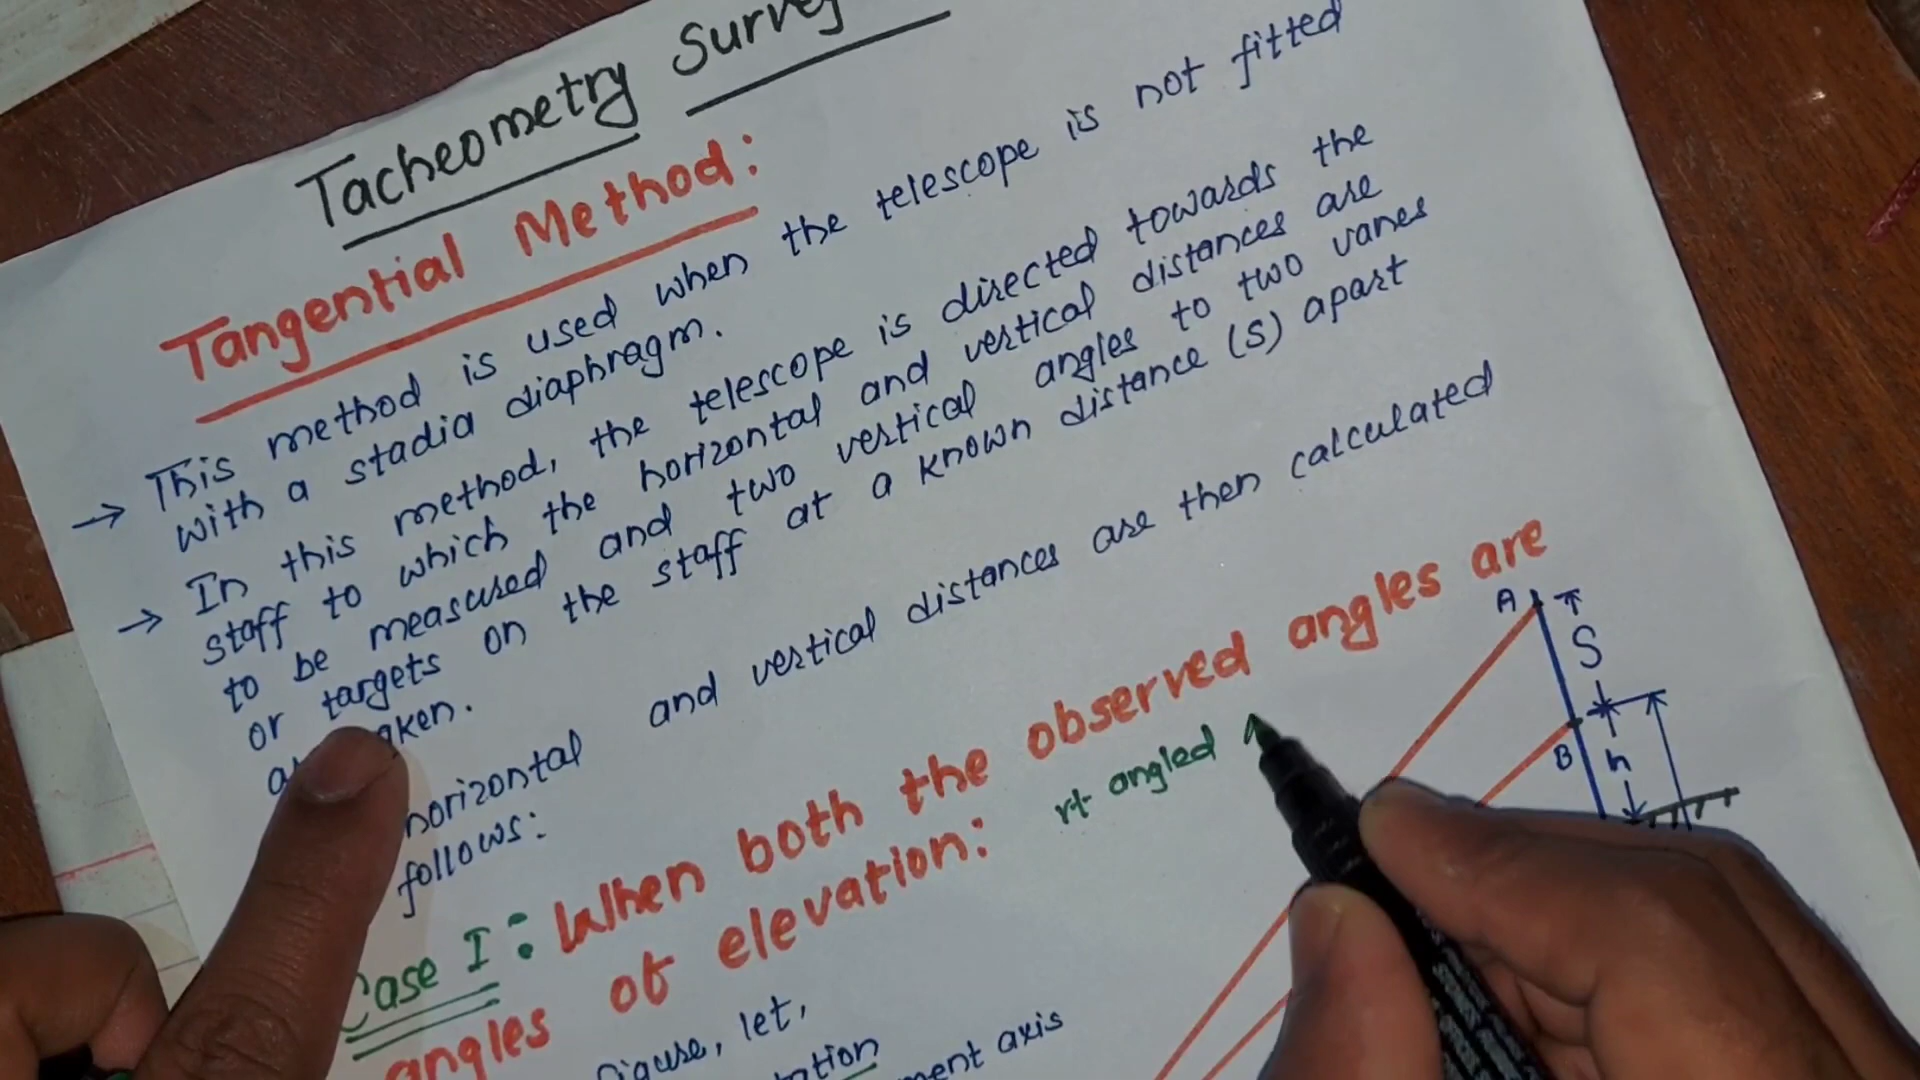 Tacheometry Survey
Tangential Method:
→ This method is used when the telescope is not fitted
with a stadia diaphragm.
→ In this method, the telescope is directed towards the
staff to which the horizontal and vertical distances are
to be measured and two vertical angles to two vanes
or targets on the staff at a known distance (S) apart
taken.
horizontal and vertical distances are then calculated
follows:
Case I: When both the observed angles are
angles of elevation:
rt angled
A
S
B
h
let,
axis